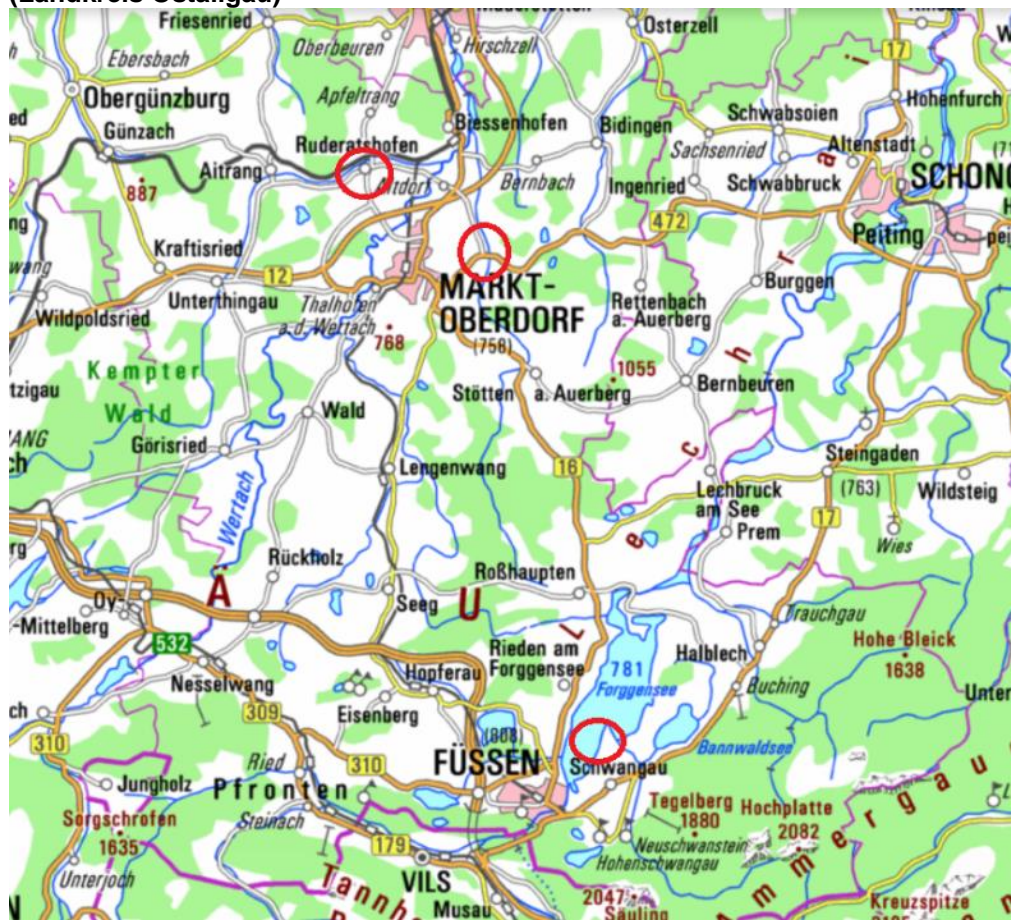 (Landkreis Ostallgäu)
Friesenried
Osterzell
Oberbeuren
Hirschzell
Ebersbach
17
Obergünzburg
Apfeltrang
Hohenfurch
Günzach
Biessenhofen
Bidingen
Schwabsoien
Ruderatshofen
Altenstadt
Aitrang
Sachsenried
887
Altdorf
Bernbach
Ingenried
Schwabbruck
SCHONG
472
Peiting
Kraftisried
12
MARKT-
OBERDORF
(758)
Burggen
Unterthingau
Thalhofen
a.d. Wertach
Rettenbach
a. Auerberg
Wildpoldsried
768
Kempter
Wald
1055
Stötten a. Auerberg
Bernbeuren
Wald
Görisried
Steingaden
(763)
Lengenwang
16
Lechbruck
am See
Wildsteig
Wertach
17
Prem
Wies
Rückholz
Roßhaupten
Oy-
-Mittelberg
Ä
Seeg
U
L
e
c
h
r
a
i
Trauchgau
532
Rieden am
Forggensee
781
Forggensee
Halblech
Hohe Bleick
1638
Nesselwang
Hopferau
Buching
Unter
309
Eisenberg
Bannwaldsee
310
(808)
FÜSSEN
Ried
310
Schwangau
Jungholz
Pfronten
Tegelberg
1880
Hochplatte
2082
Sorgschrofen
1635
Steinach
Neuschwanstein
Hohenschwangau
179
Ammergau
Unterjoch
VILS
Tannh
2047
Säuling
Kreuzspitze
Musau